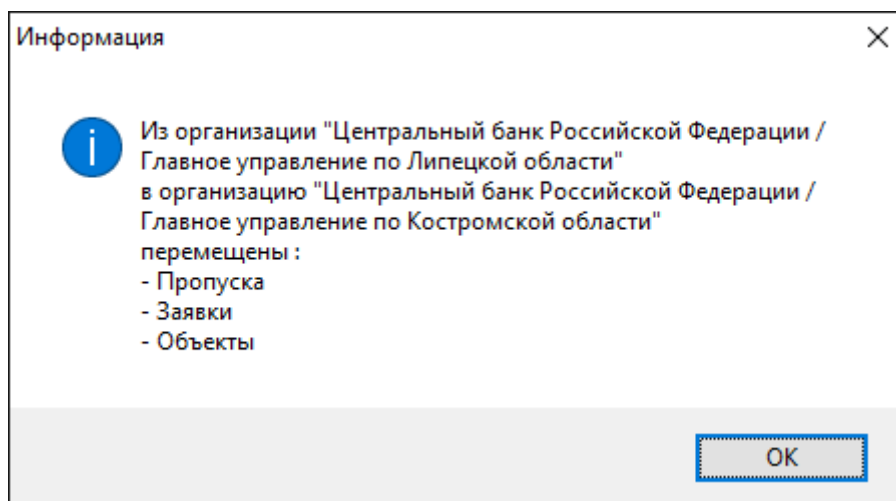 Информация
Из организации "Центральный банк Российской Федерации /
Главное управление по Липецкой области"
в организацию "Центральный банк Российской Федерации /
Главное управление по Костромской области"
перемещены :
- Пропуска
- Заявки
- Объекты
OK